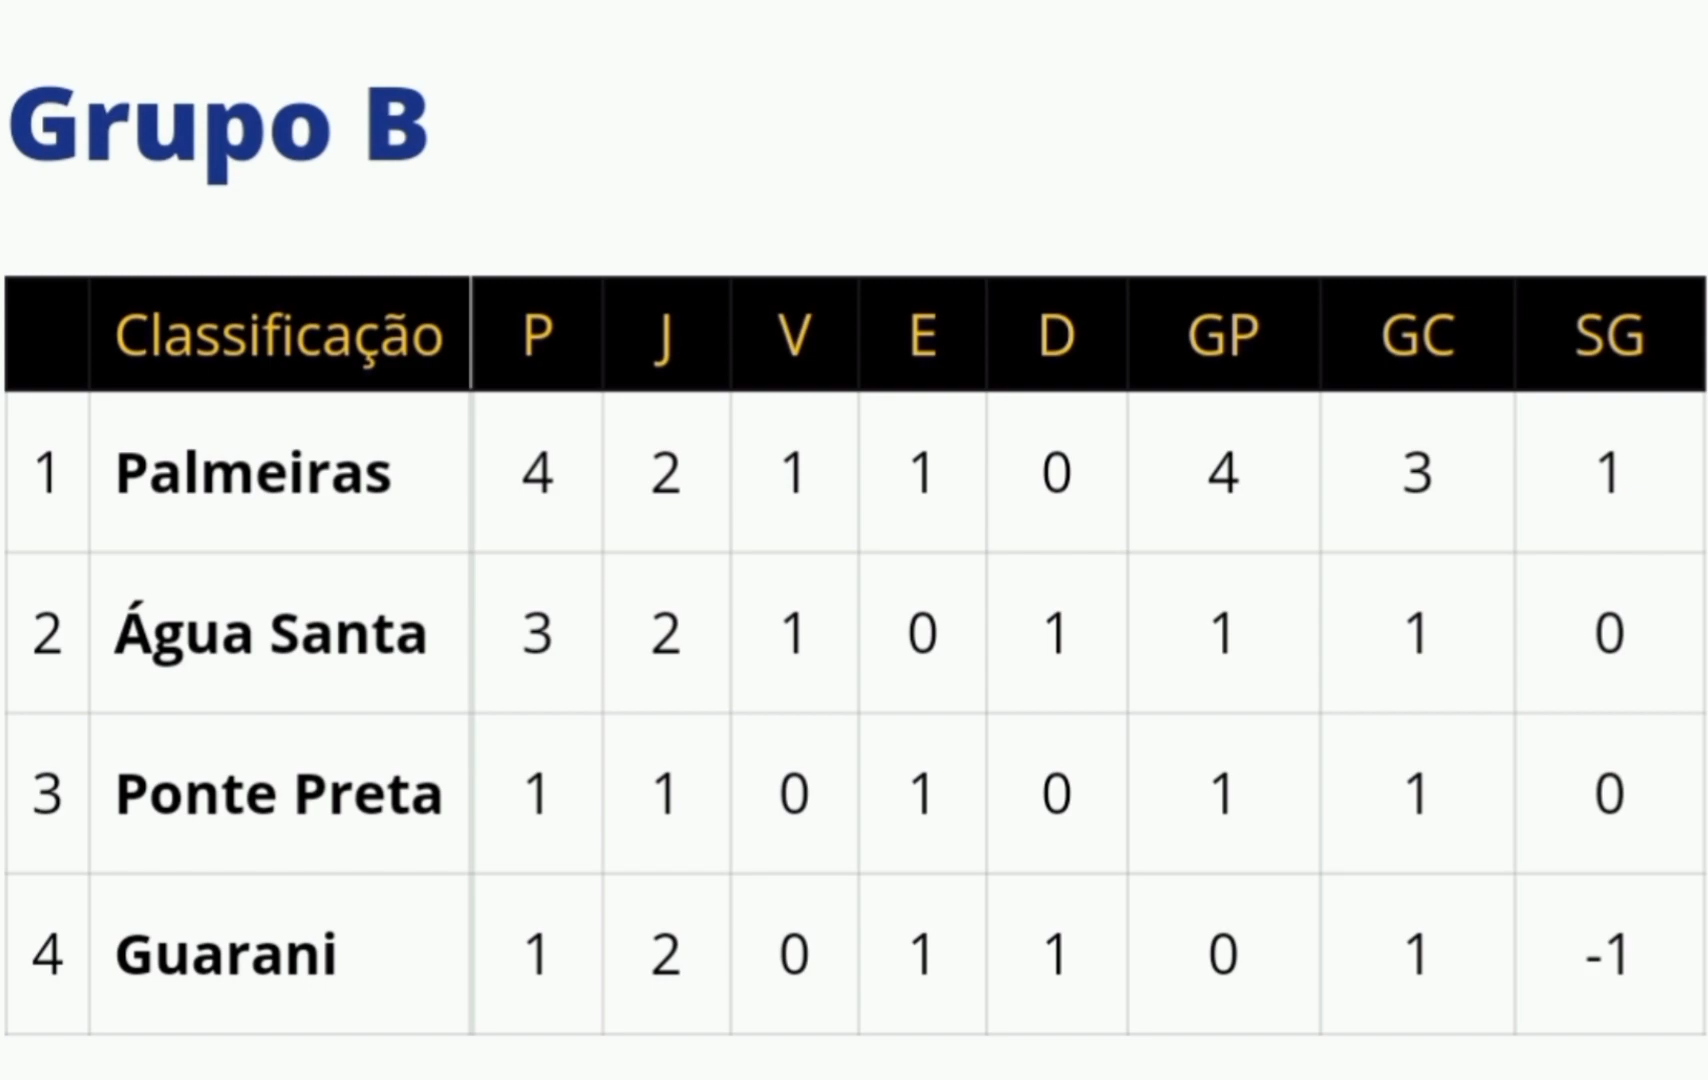 Grupo B
Classificação P J V E D GP GC SG
1 Palmeiras 4 2 1 1 0 4 3 1
2 Água Santa 3 2 1 0 1 1 1 0
3 Ponte Preta 1 1 0 1 0 1 1 0
4 Guarani 1 2 0 1 1 0 1 -1